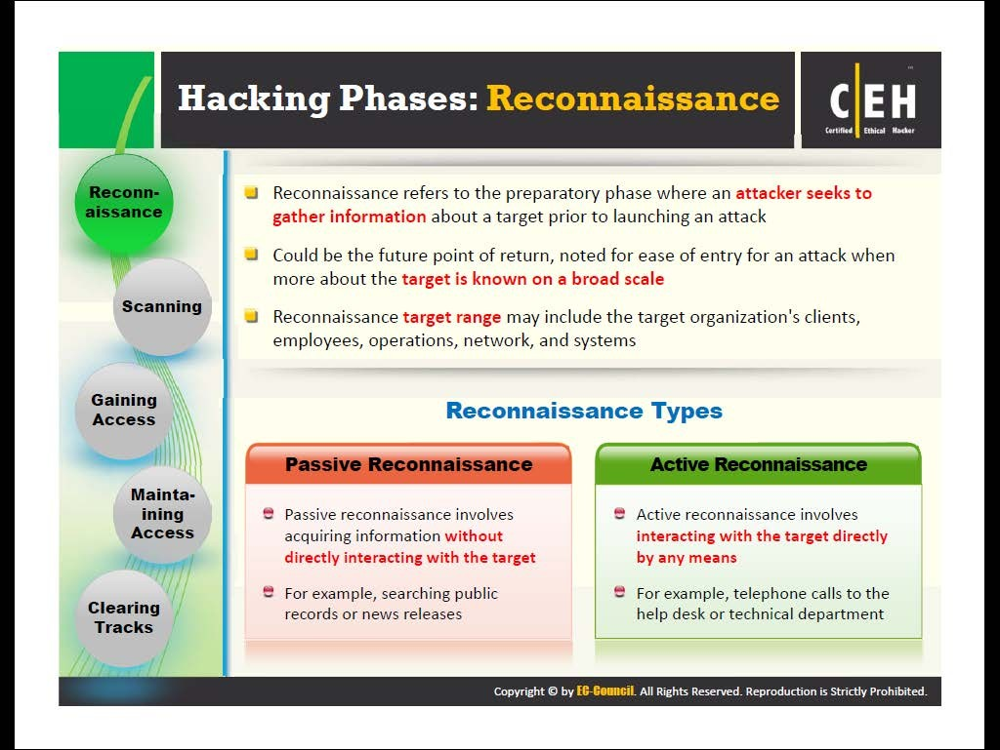 Hacking Phases: Reconnaissance
C|EH
Certified Ethical Hacker
Reconn-
aissance
Scanning
Gaining
Access
Mainta-
ining
Access
Clearing
Tracks
Reconnaissance refers to the preparatory phase where an attacker seeks to
gather information about a target prior to launching an attack
Could be the future point of return, noted for ease of entry for an attack when
more about the target is known on a broad scale
Reconnaissance target range may include the target organization's clients,
employees, operations, network, and systems
Reconnaissance Types
Passive Reconnaissance
Passive reconnaissance involves
acquiring information without
directly interacting with the target
For example, searching public
records or news releases
Active Reconnaissance
Active reconnaissance involves
interacting with the target directly
by any means
For example, telephone calls to the
help desk or technical department
Copyright © by EC-Council. All Rights Reserved. Reproduction is Strictly Prohibited.